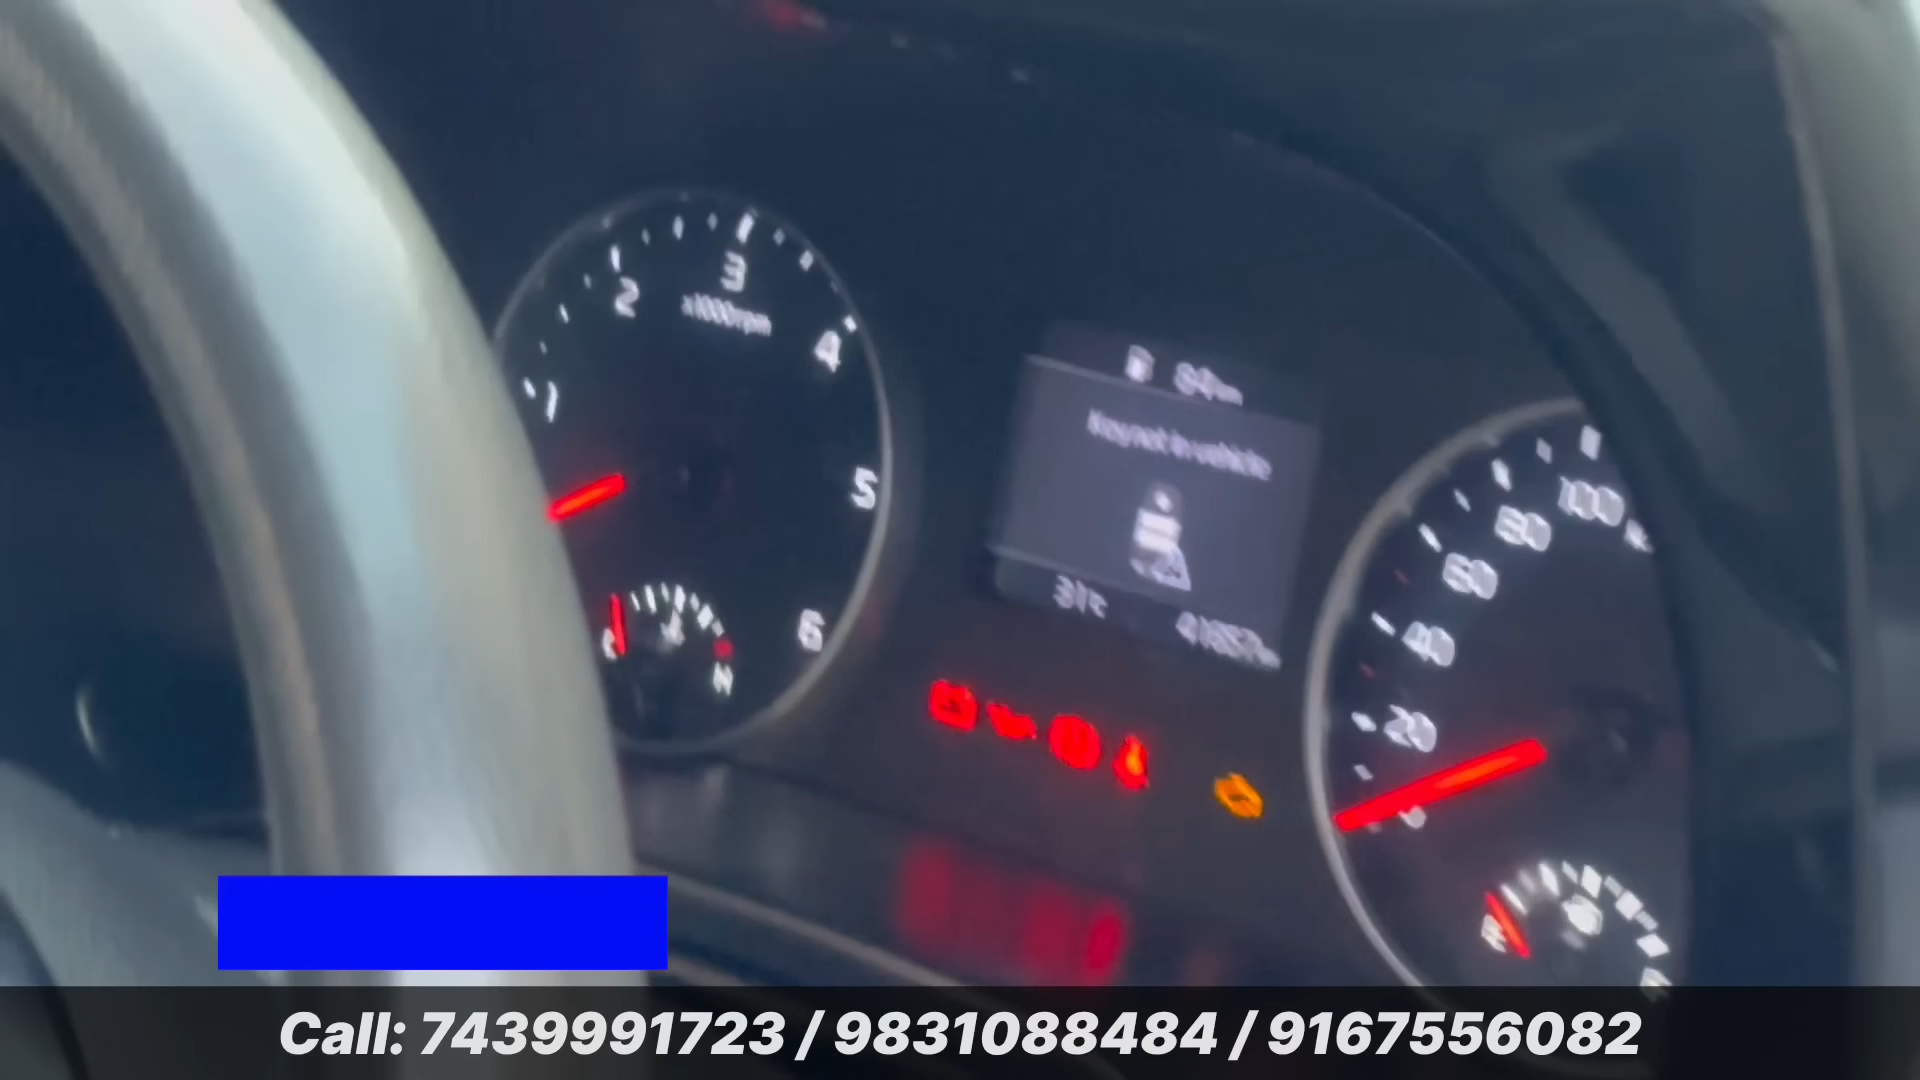 3
2
x1000rpm
4
1
5
6
C
H
Key not in vehicle
31°C
100
80
60
40
20
Call: 7439991723 / 9831088484 / 9167556082